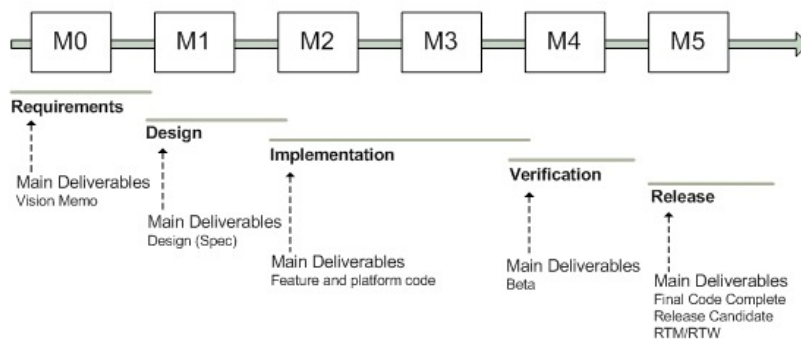 M0
M1
M2
M3
M4
M5
Requirements
Main Deliverables
Vision Memo
Design
Main Deliverables
Design (Spec)
Implementation
Main Deliverables
Feature and platform code
Verification
Main Deliverables
Beta
Release
Main Deliverables
Final Code Complete
Release Candidate
RTM/RTW